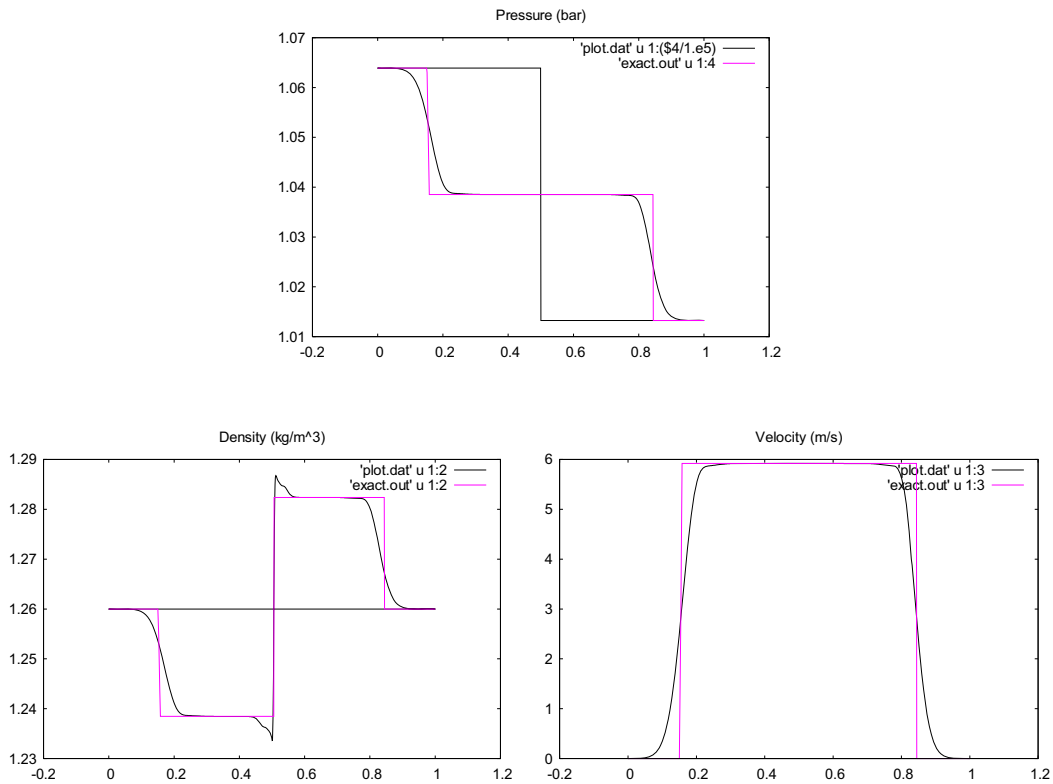 Pressure (bar)
1.07
1.06
1.05
1.04
1.03
1.02
1.01
-0.2 0 0.2 0.4 0.6 0.8 1 1.2
'plot.dat' u 1:($4/1.e5)
'exact.out' u 1:4
Density (kg/m^3)
1.29
1.28
1.27
1.26
1.25
1.24
1.23
-0.2 0 0.2 0.4 0.6 0.8 1 1.2
'plot.dat' u 1:2
'exact.out' u 1:2
Velocity (m/s)
6
5
4
3
2
1
0
-0.2 0 0.2 0.4 0.6 0.8 1 1.2
'plot.dat' u 1:3
'exact.out' u 1:3